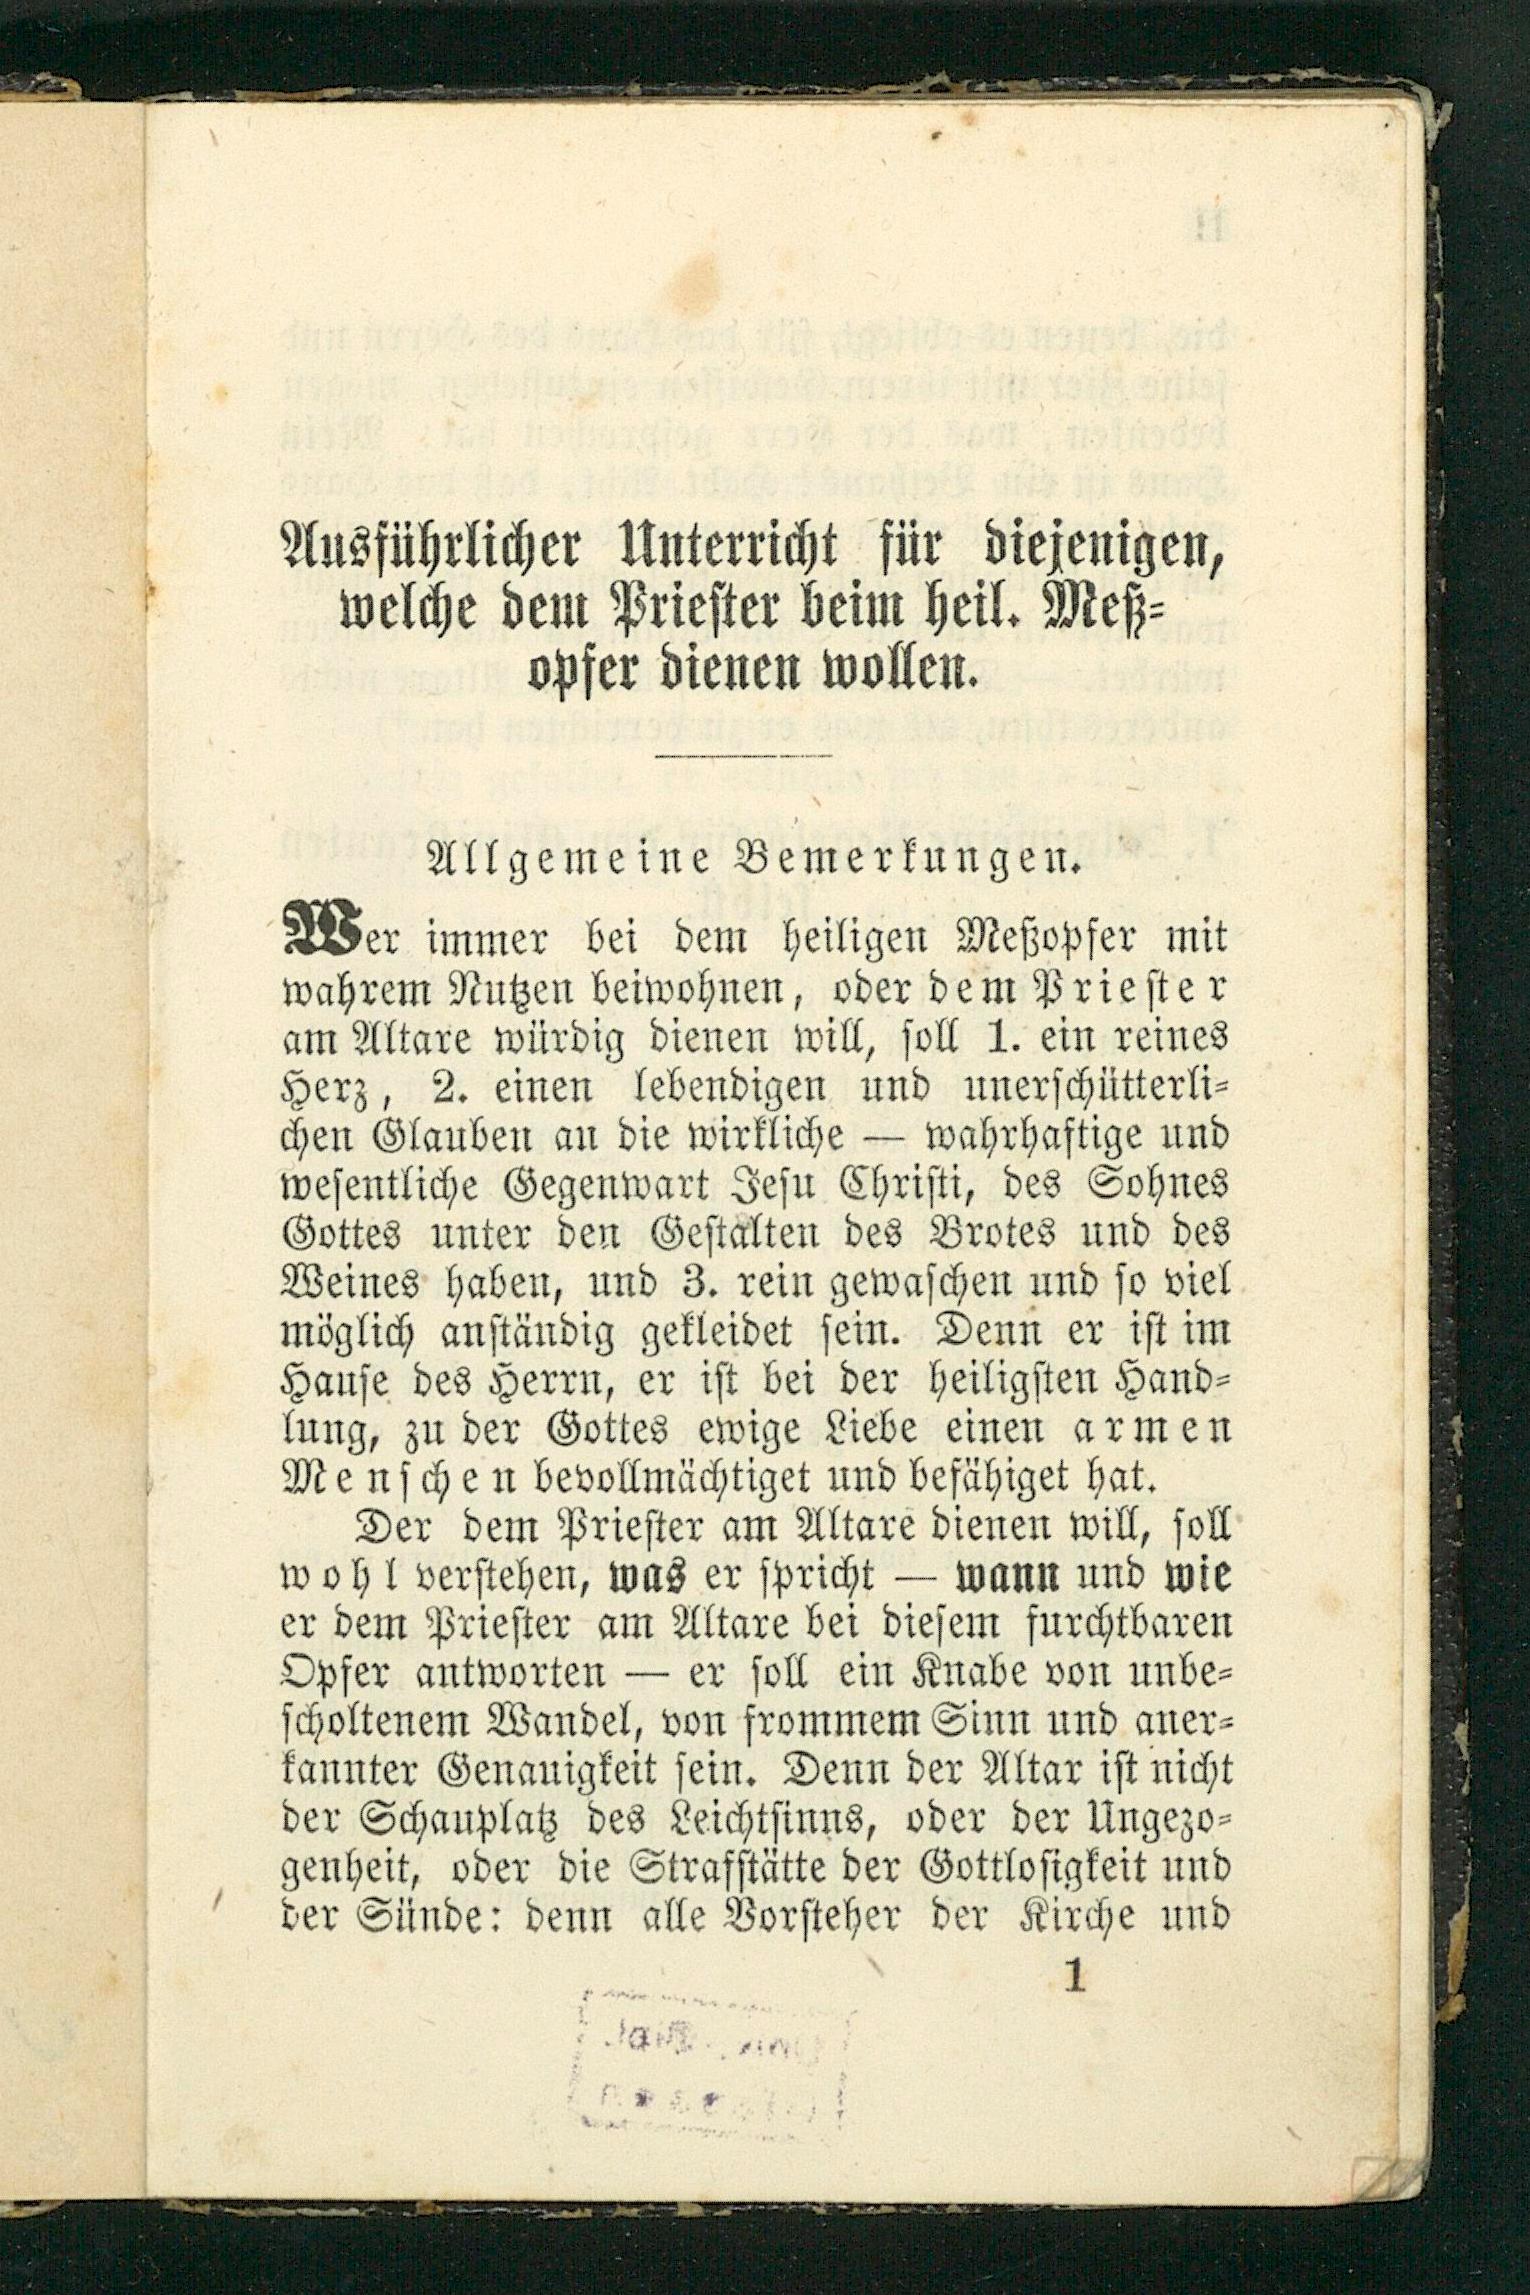 Ausführlicher Unterricht für diejenigen,
welche dem Priester beim heil. Meß-
opfer dienen wollen.
Allgemeine Bemerkungen.
Wer immer bei dem heiligen Meßopfer mit
wahrem Nutzen beiwohnen, oder dem Priester
am Altare würdig dienen will, soll 1. ein reines
Herz, 2. einen lebendigen und unerschütterli-
chen Glauben an die wirkliche — wahrhaftige und
wesentliche Gegenwart Jesu Christi, des Sohnes
Gottes unter den Gestalten des Brotes und des
Weines haben, und 3. rein gewaschen und so viel
möglich anständig gekleidet sein. Denn er ist im
Hause des Herrn, er ist bei der heiligsten Hand-
lung, zu der Gottes ewige Liebe einen armen
Menschen bevollmächtiget und befähiget hat.
Der dem Priester am Altare dienen will, soll
wohl verstehen, was er spricht — wann und wie
er dem Priester am Altare bei diesem furchtbaren
Opfer antworten — er soll ein Knabe von unbe-
scholtenem Wandel, von frommem Sinn und aner-
kannter Genauigkeit sein. Denn der Altar ist nicht
der Schauplatz des Leichtsinns, oder der Ungezo-
genheit, oder die Strafstätte der Gottlosigkeit und
der Sünde: denn alle Vorsteher der Kirche und
1